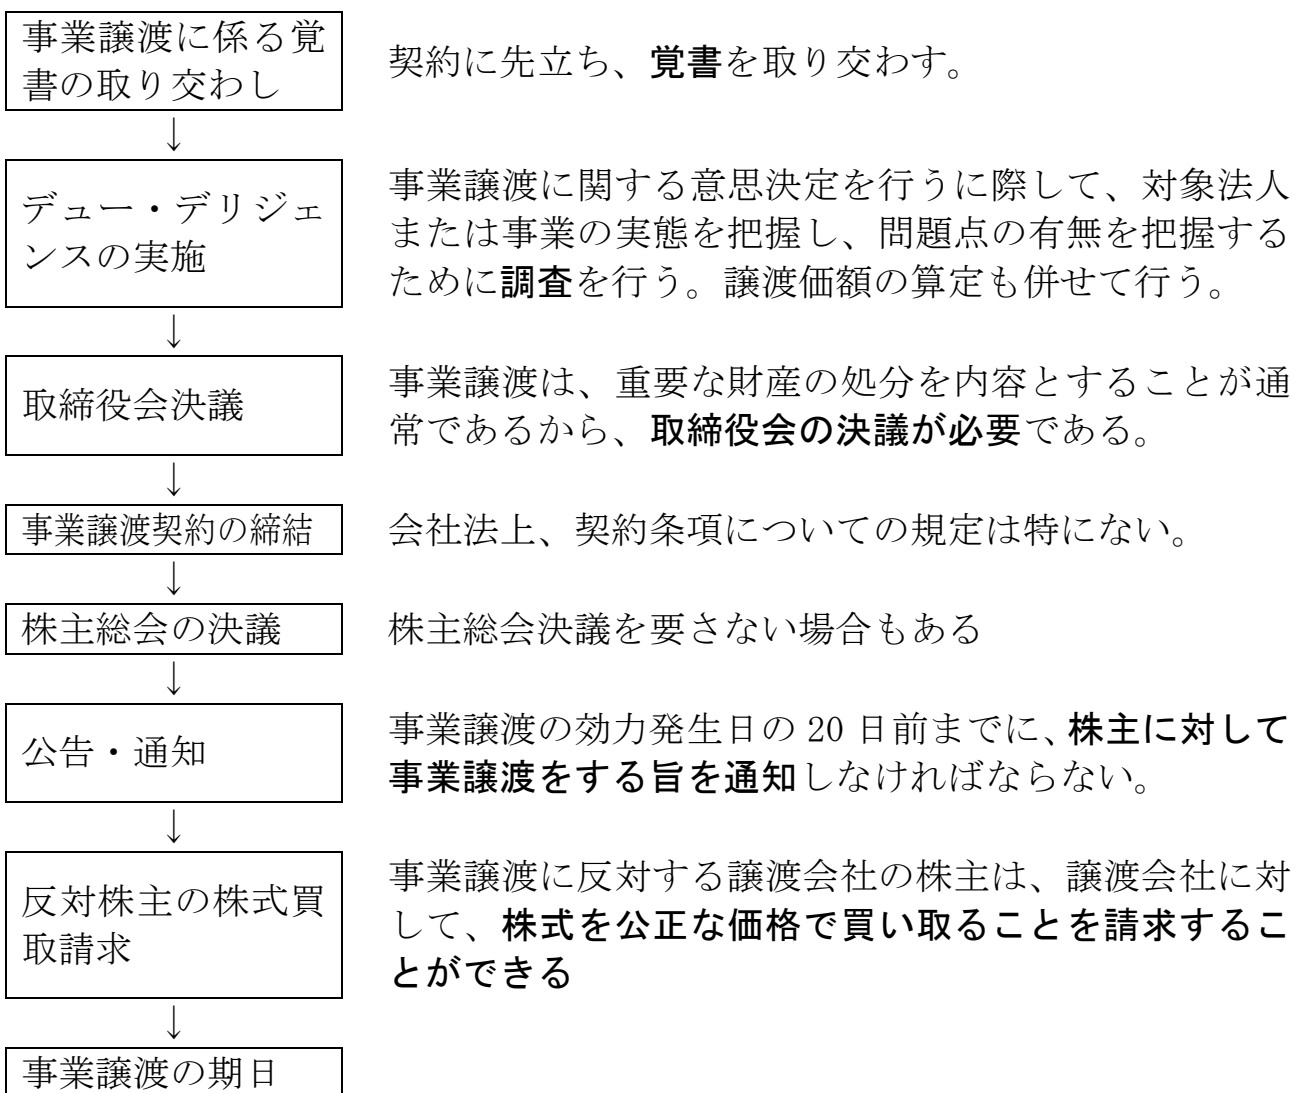 事業譲渡に係る覚
書の取り交わし
契約に先立ち、覚書を取り交わす。
↓
デュー・デリジェ
ンスの実施
事業譲渡に関する意思決定を行うに際して、対象法人
または事業の実態を把握し、問題点の有無を把握する
ために調査を行う。譲渡価額の算定も併せて行う。
↓
取締役会決議
事業譲渡は、重要な財産の処分を内容とすることが通
常であるから、取締役会の決議が必要である。
↓
事業譲渡契約の締結
会社法上、契約条項についての規定は特にない。
↓
株主総会の決議
株主総会決議を要さない場合もある
↓
公告・通知
事業譲渡の効力発生日の 20 日前までに、株主に対して
事業譲渡をする旨を通知しなければならない。
↓
反対株主の株式買
取請求
事業譲渡に反対する譲渡会社の株主は、譲渡会社に対
して、株式を公正な価格で買い取ることを請求するこ
とができる
↓
事業譲渡の期日